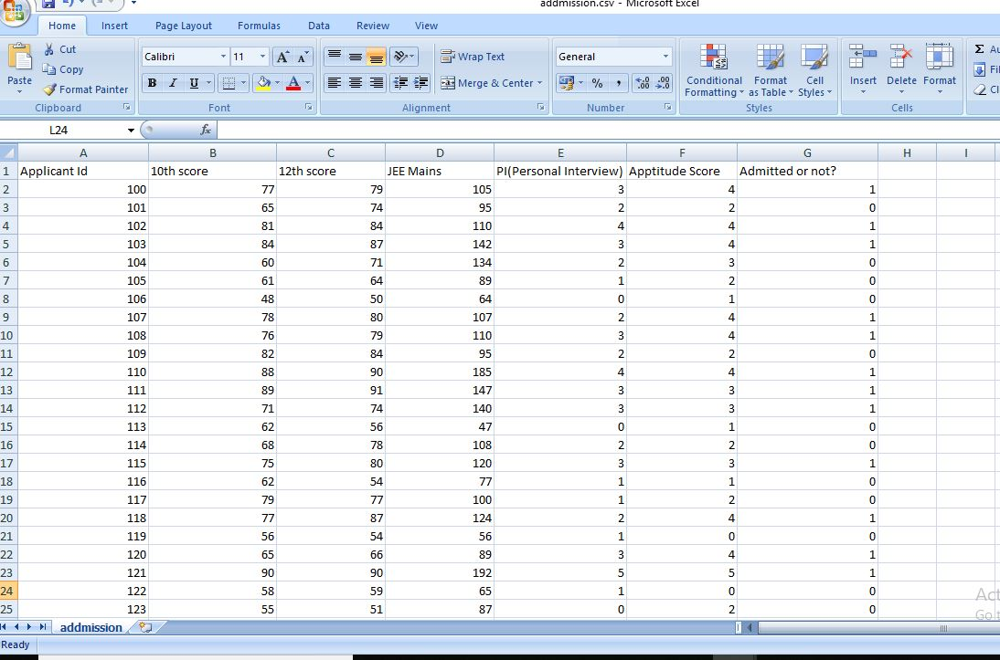 addmission.csv - Microsoft Excel
Home Insert Page Layout Formulas Data Review View
Cut
Copy
Format Painter
Paste
Calibri 11
B I U
Wrap Text
Merge & Center
General
% ,
Conditional Formatting
Format as Table
Cell Styles
Insert Delete Format
Σ Au
Fil
Cl
Clipboard Font Alignment Number Styles Cells
L24 fx
A B C D E F G H I
1 Applicant Id 10th score 12th score JEE Mains PI(Personal Interview) Apptitude Score Admitted or not?
2 100 77 79 105 3 4 1
3 101 65 74 95 2 2 0
4 102 81 84 110 4 4 1
5 103 84 87 142 3 4 1
6 104 60 71 134 2 3 0
7 105 61 64 89 1 2 0
8 106 48 50 64 0 1 0
9 107 78 80 107 2 4 1
10 108 76 79 110 3 4 1
11 109 82 84 95 2 2 0
12 110 88 90 185 4 4 1
13 111 89 91 147 3 3 1
14 112 71 74 140 3 3 1
15 113 62 56 47 0 1 0
16 114 68 78 108 2 2 0
17 115 75 80 120 3 3 1
18 116 62 54 77 1 1 0
19 117 79 77 100 1 2 0
20 118 77 87 124 2 4 1
21 119 56 54 56 1 0 0
22 120 65 66 89 3 4 1
23 121 90 90 192 5 5 1
24 122 58 59 65 1 0 0
25 123 55 51 87 0 2 0
Act
Go t
addmission
Ready